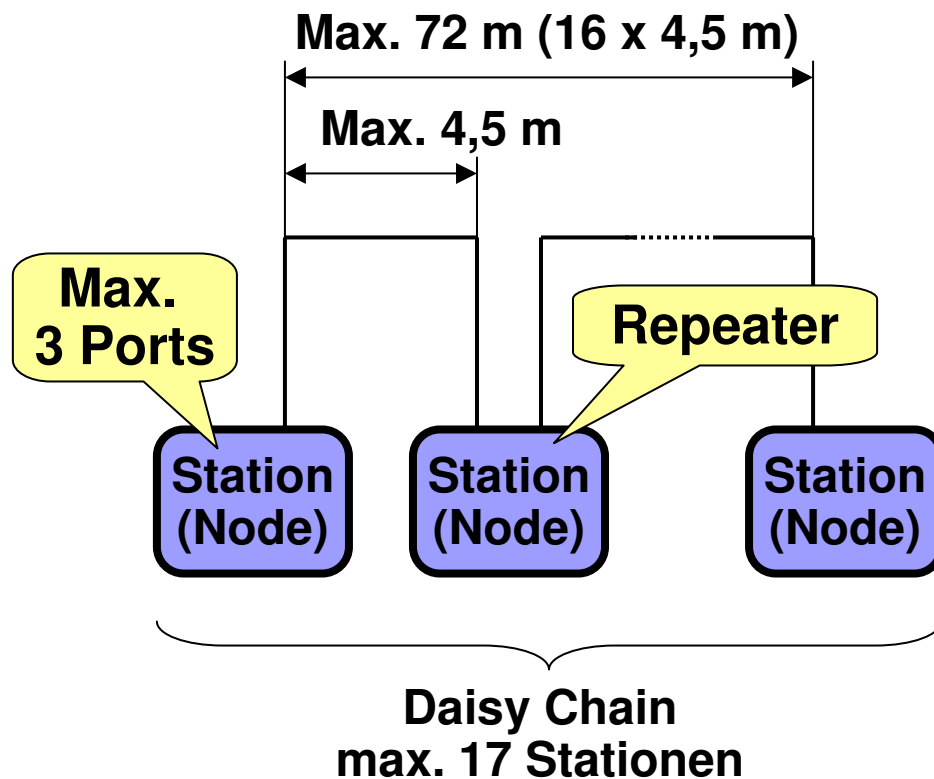 Max. 72 m (16 x 4,5 m)
Max. 4,5 m
Max.
3 Ports
Repeater
Station
(Node)
Station
(Node)
Station
(Node)
Daisy Chain
max. 17 Stationen